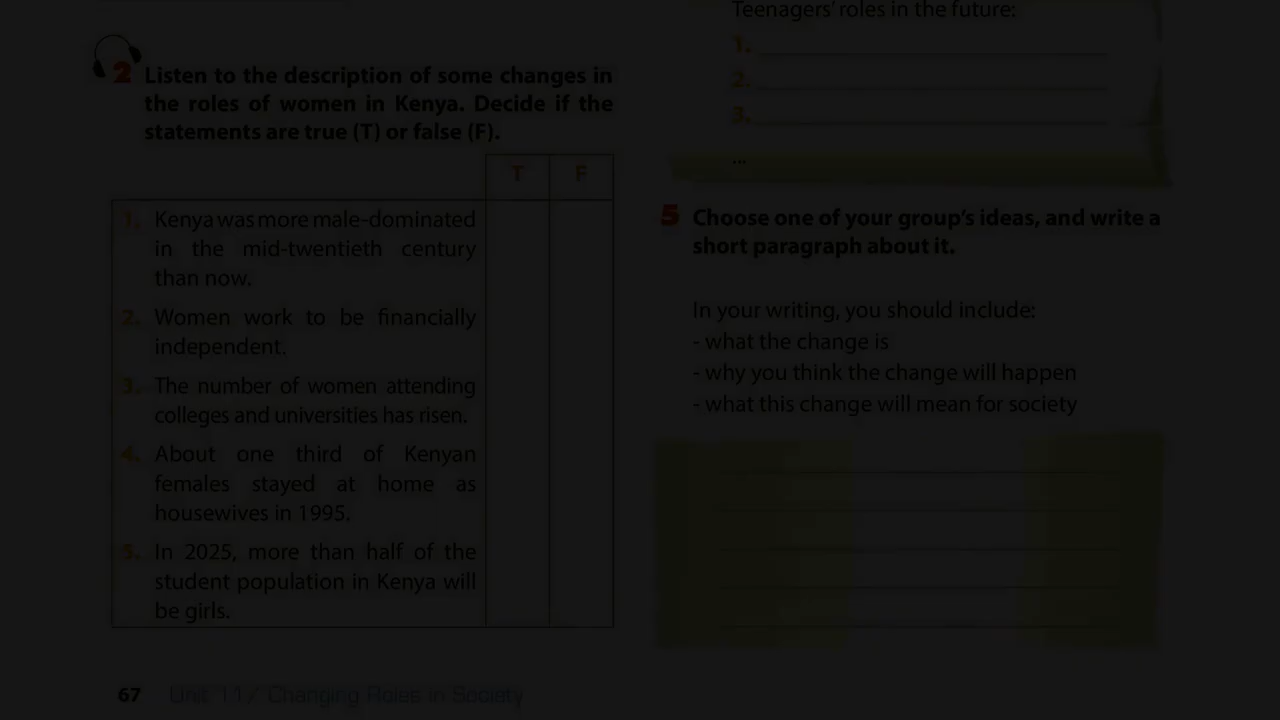 2 Listen to the description of some changes in
the roles of women in Kenya. Decide if the
statements are true (T) or false (F).
T F
1. Kenya was more male-dominated
in the mid-twentieth century
than now.
2. Women work to be financially
independent.
3. The number of women attending
colleges and universities has risen.
4. About one third of Kenyan
females stayed at home as
housewives in 1995.
5. In 2025, more than half of the
student population in Kenya will
be girls.
67 Unit 11/ Changing Roles in Society
Teenagers' roles in the future:
1.
2.
3.
...
5 Choose one of your group's ideas, and write a
short paragraph about it.
In your writing, you should include:
- what the change is
- why you think the change will happen
- what this change will mean for society